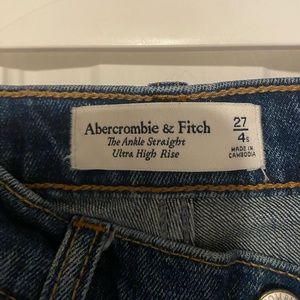 Abercrombie & Fitch
The Ankle Straight
Ultra High Rise
27
4s
MADE IN
CAMBODIA